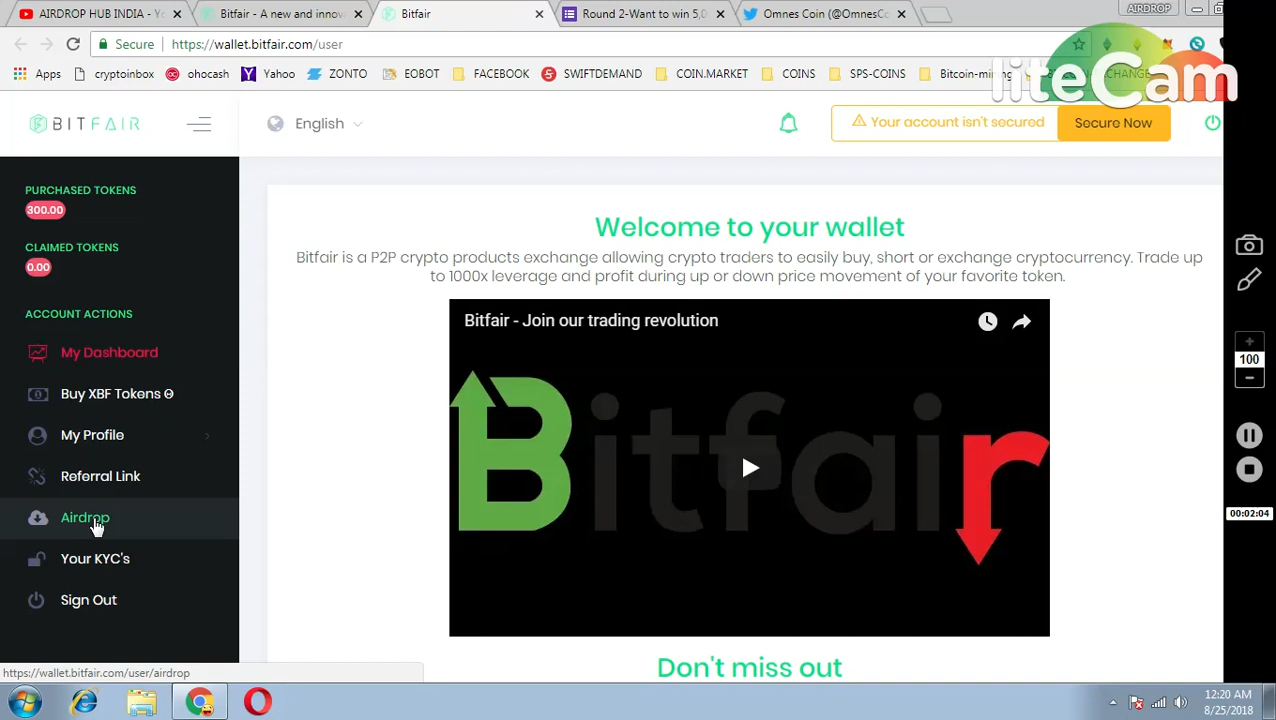 AIRDROP HUB INDIA - Yo
Bitfair - A new and innov
Bitfair
Round 2-Want to win
Omnes Coin (@OmnesCo
AIRDROP
Secure
https://wallet.bitfair.com/user
Apps
cryptoinbox
ohocash
Yahoo
ZONTO
EOBOT
FACEBOOK
SWIFTDEMAND
COIN.MARKET
COINS
SPS-COINS
Bitcoin-mining
liteCam
BITFAIR
English
Your account isn't secured
Secure Now
PURCHASED TOKENS
300.00
CLAIMED TOKENS
0.00
ACCOUNT ACTIONS
My Dashboard
Buy XBF Tokens
My Profile
Referral Link
Airdrop
Your KYC's
Sign Out
Welcome to your wallet
Bitfair is a P2P crypto products exchange allowing crypto traders to easily buy, short or exchange cryptocurrency. Trade up
to 1000x leverage and profit during up or down price movement of your favorite token.
Bitfair - Join our trading revolution
Bitfair
Don't miss out
100
00:02:04
https://wallet.bitfair.com/user/airdrop
12:20 AM
8/25/2018